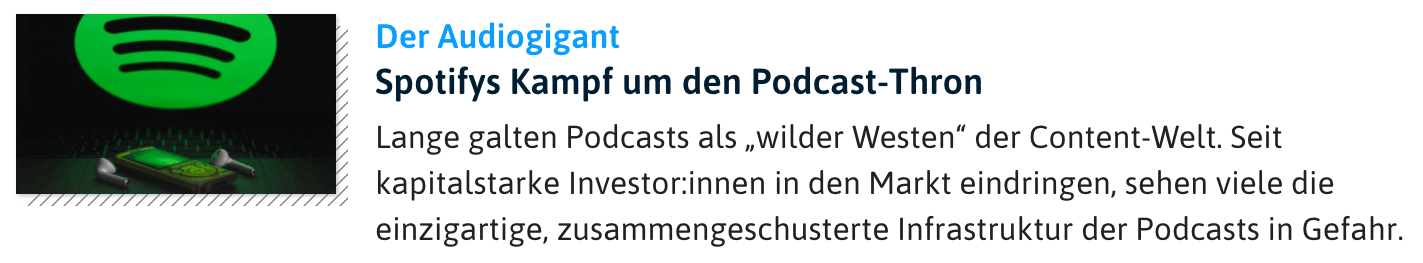 Der Audiogigant
Spotifys Kampf um den Podcast-Thron
Lange galten Podcasts als „wilder Westen“ der Content-Welt. Seit
kapitalstarke Investor:innen in den Markt eindringen, sehen viele die
einzigartige, zusammengeschusterte Infrastruktur der Podcasts in Gefahr.